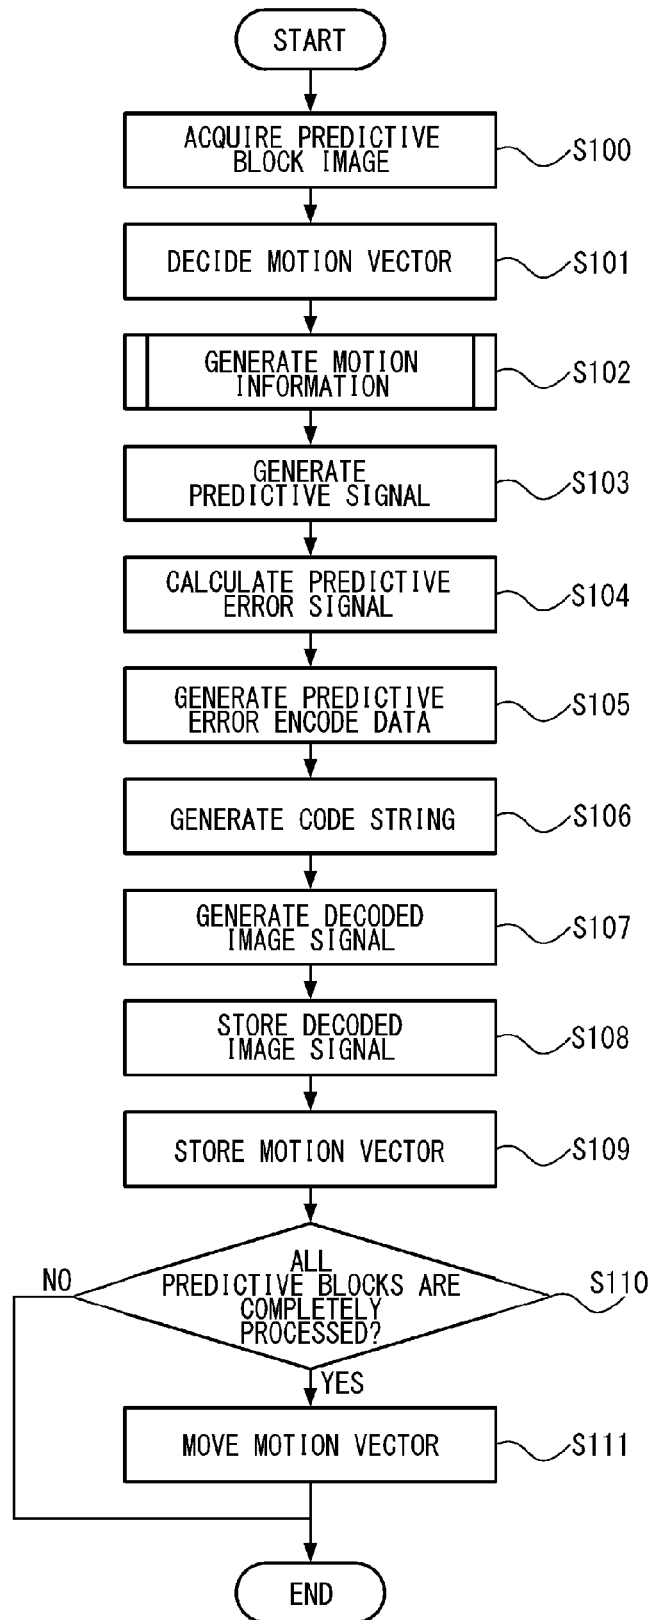 START
ACQUIRE PREDICTIVE
BLOCK IMAGE
S100
DECIDE MOTION VECTOR
S101
GENERATE MOTION
INFORMATION
S102
GENERATE
PREDICTIVE SIGNAL
S103
CALCULATE PREDICTIVE
ERROR SIGNAL
S104
GENERATE PREDICTIVE
ERROR ENCODE DATA
S105
GENERATE CODE STRING
S106
GENERATE DECODED
IMAGE SIGNAL
S107
STORE DECODED
IMAGE SIGNAL
S108
STORE MOTION VECTOR
S109
ALL
PREDICTIVE BLOCKS ARE
COMPLETELY
PROCESSED?
S110
NO
YES
MOVE MOTION VECTOR
S111
END